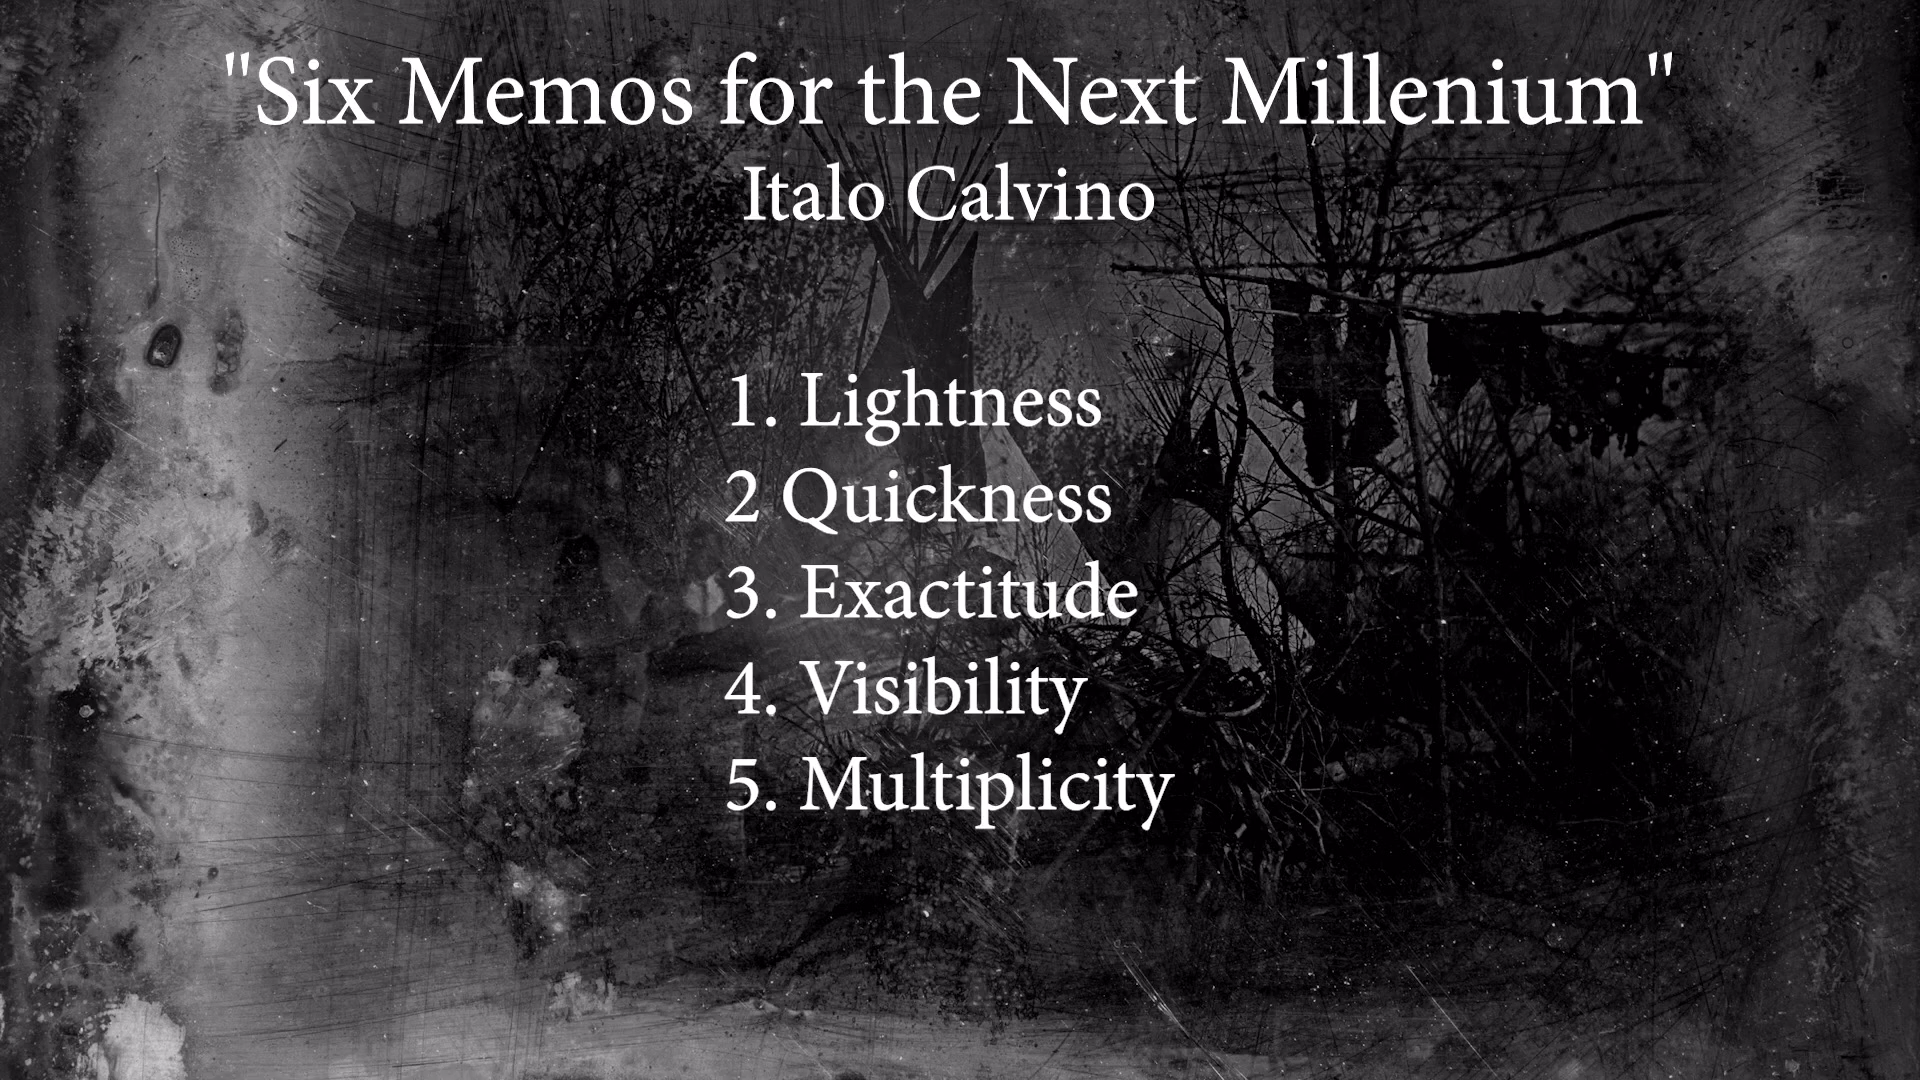 "Six Memos for the Next Millenium"
Italo Calvino
1. Lightness
2 Quickness
3. Exactitude
4. Visibility
5. Multiplicity